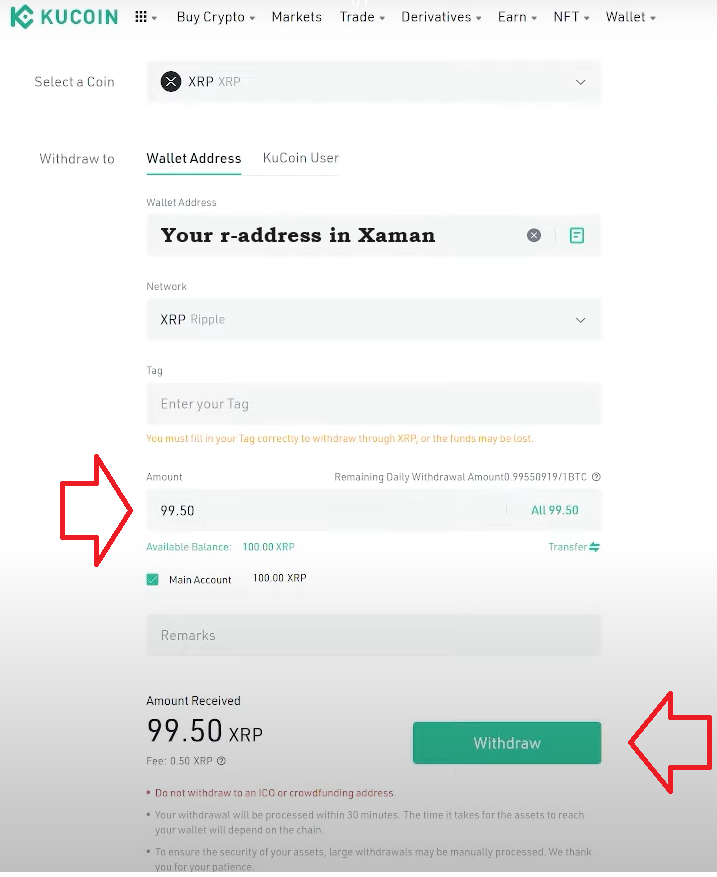 KUCOIN Buy Crypto Markets Trade Derivatives Earn NFT Wallet
Select a Coin XRP XRP
Withdraw to Wallet Address KuCoin User
Wallet Address
Your r-address in Xaman
Network
XRP Ripple
Tag
Enter your Tag
You must fill in your Tag correctly to withdraw through XRP, or the funds may be lost.
Amount Remaining Daily Withdrawal Amount0.99550919/1BTC
99.50 All 99.50
Available Balance: 100.00 XRP Transfer
Main Account 100.00 XRP
Remarks
Amount Received
99.50 XRP
Withdraw
Fee: 0.50 XRP
• Do not withdraw to an ICO or crowdfunding address.
• Your withdrawal will be processed within 30 minutes. The time it takes for the assets to reach
your wallet will depend on the chain.
• To ensure the security of your assets, large withdrawals may be manually processed. We thank
you for your patience.